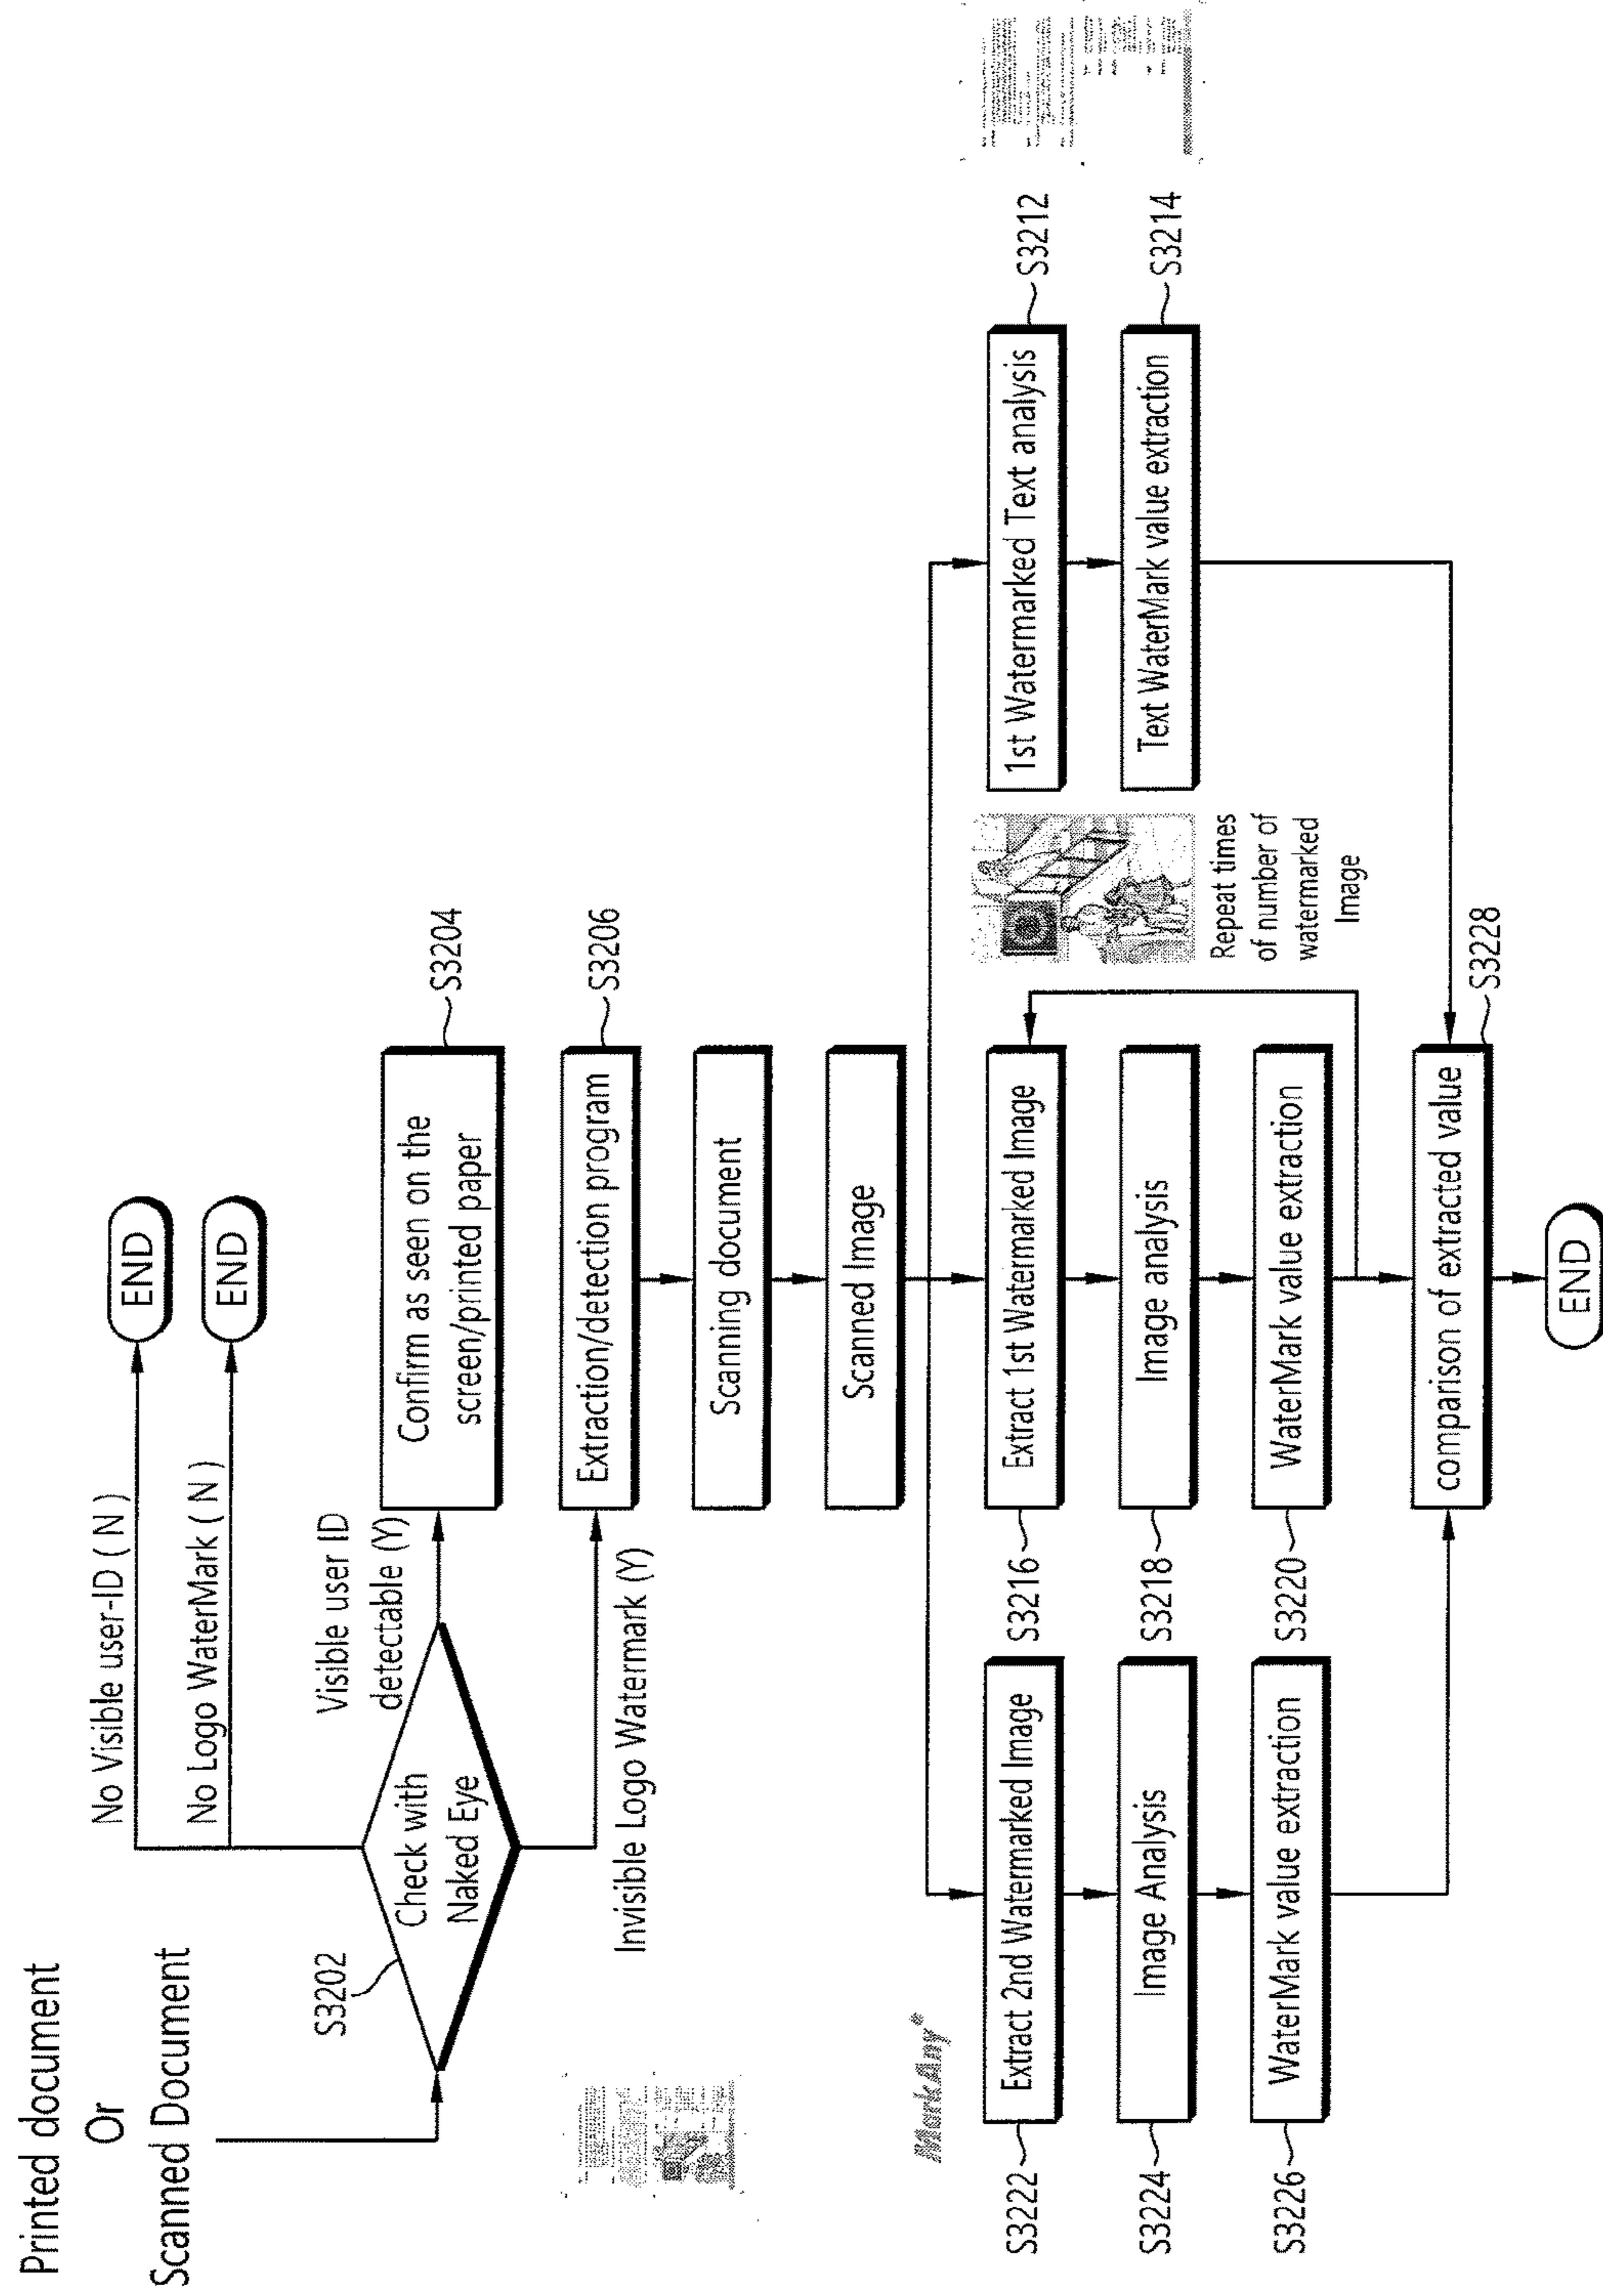 Printed document
Or
Scanned Document
No Visible user-ID ( N )
END
No Logo WaterMark ( N )
END
S3202
Check with
Naked Eye
Visible user ID
detectable (Y)
Confirm as seen on the
screen/printed paper
S3204
Invisible Logo Watermark (Y)
Extraction/detection program
S3206
Scanning document
Scanned Image
MarkAny®
S3222
Extract 2nd Watermarked Image
S3224
Image Analysis
S3226
WaterMark value extraction
S3216
Extract 1st Watermarked Image
S3218
Image analysis
S3220
WaterMark value extraction
Repeat times
of number of
watermarked
Image
1st Watermarked Text analysis
S3212
Text WaterMark value extraction
S3214
comparison of extracted value
S3228
END